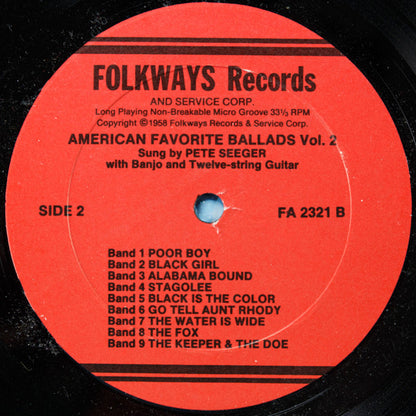 FOLKWAYS Records
AND SERVICE CORP.
Long Playing Non-Breakable Micro Groove 33⅓ RPM
Copyright ©1958 Folkways Records & Service Corp.
AMERICAN FAVORITE BALLADS Vol. 2
Sung by PETE SEEGER
with Banjo and Twelve-string Guitar
SIDE 2 FA 2321 B
Band 1 POOR BOY
Band 2 BLACK GIRL
Band 3 ALABAMA BOUND
Band 4 STAGOLEE
Band 5 BLACK IS THE COLOR
Band 6 GO TELL AUNT RHODY
Band 7 THE WATER IS WIDE
Band 8 THE FOX
Band 9 THE KEEPER & THE DOE